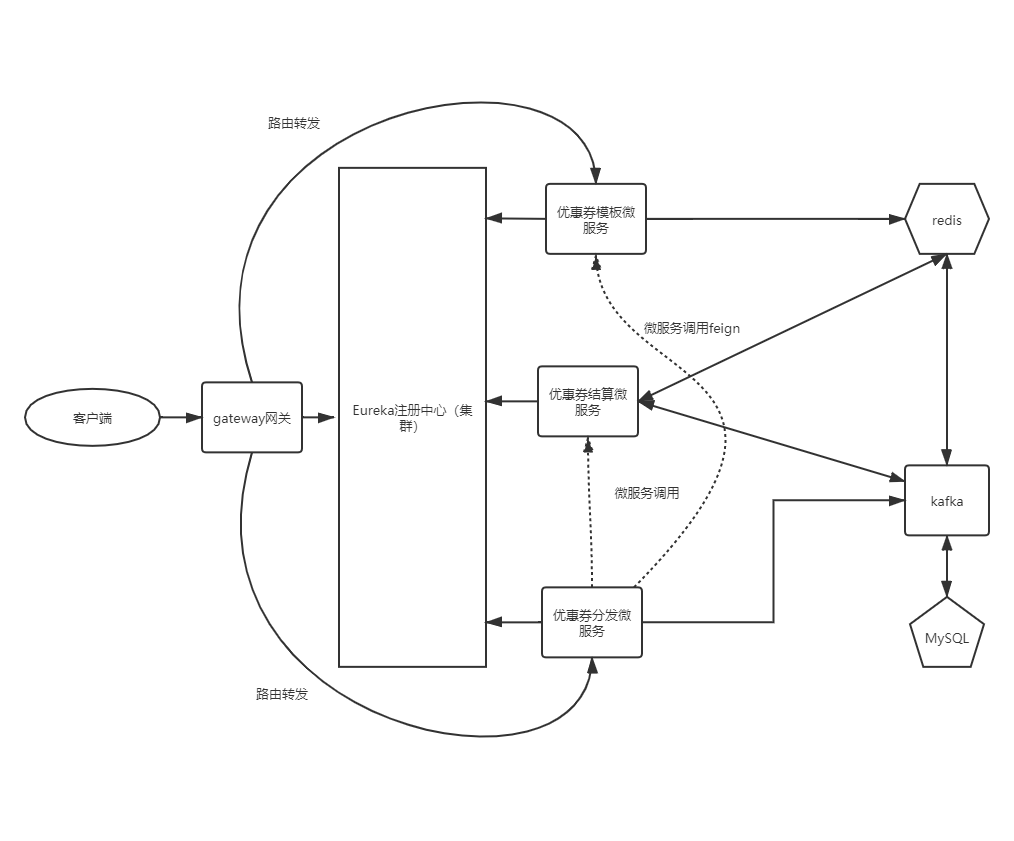 路由转发
优惠券模板微
服务
redis
微服务调用feign
优惠券结算微
服务
客户端
gateway网关
Eureka注册中心（集
群）
微服务调用
kafka
优惠券分发微
服务
MySQL
路由转发